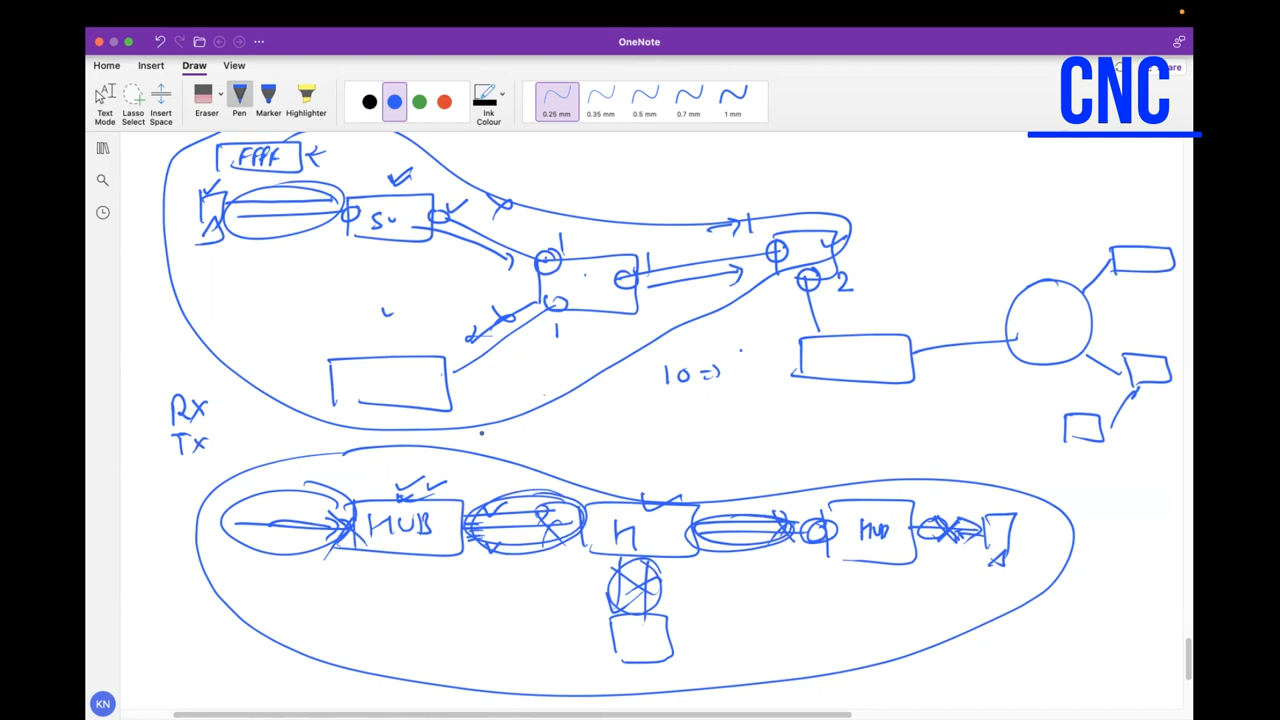 OneNote
CNC
Home Insert Draw View
Text Mode
Lasso Select
Insert Space
Eraser
Pen
Marker
Highlighter
Ink Colour
0.25 mm
0.35 mm
0.5 mm
0.7 mm
1 mm
FFFF
A
1
1
1
1
2
10 =>
Rx
Tx
HUB
H
HUB
KN